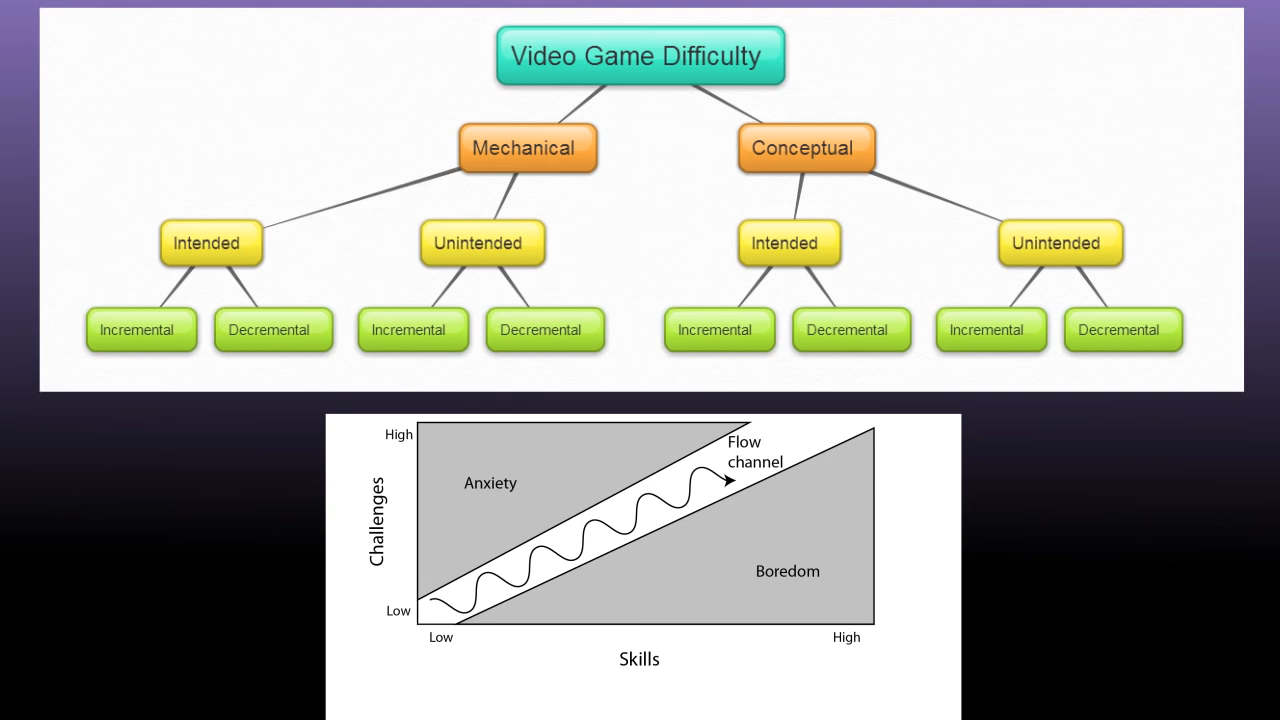 Video Game Difficulty
Mechanical
Conceptual
Intended
Unintended
Intended
Unintended
Incremental
Decremental
Incremental
Decremental
Incremental
Decremental
Incremental
Decremental
High
Flow
channel
Anxiety
Challenges
Boredom
Low
Low
High
Skills